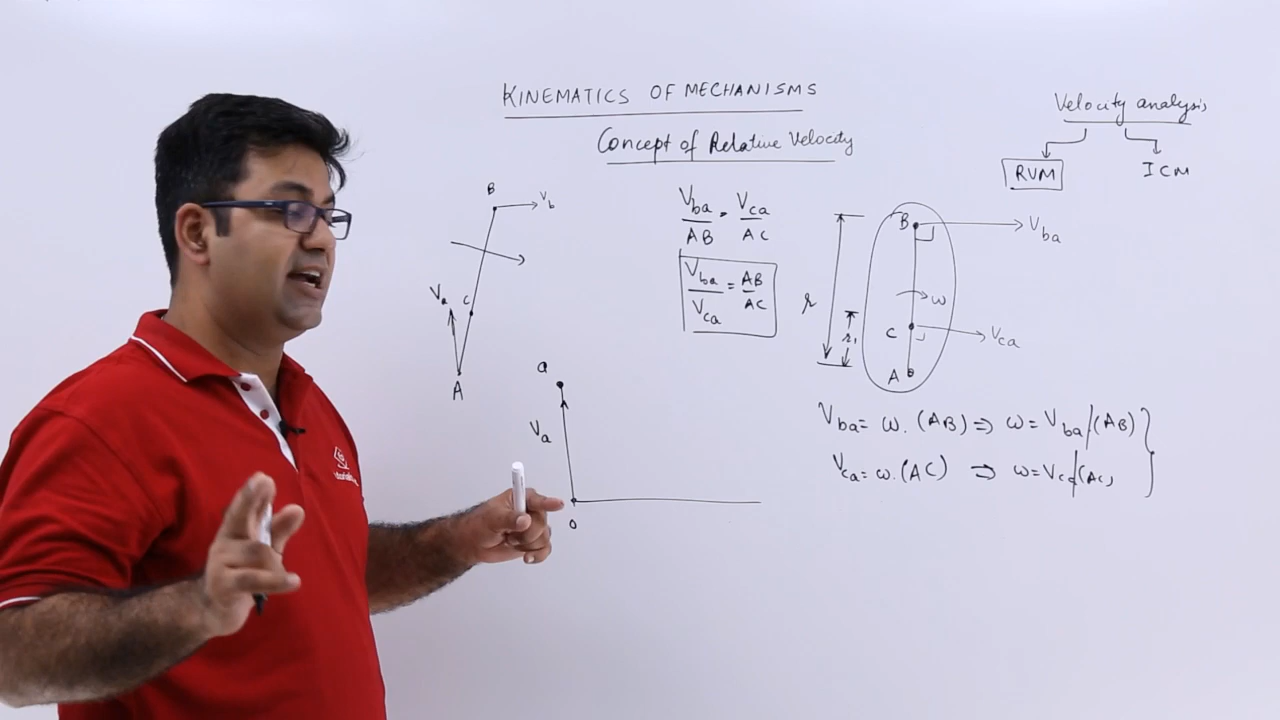 KINEMATICS OF MECHANISMS
Concept of Relative Velocity
Velocity analysis
RVM
ICM
B
Vb
Va
C
A
Vba/AB = Vca/AC
Vba/Vca = AB/AC
r
r1
B
Vba
ω
C
Vca
A
a
Va
o
Vba = ω. (AB) ⇒ ω = Vba/(AB)
Vca = ω. (AC) ⇒ ω = Vca/(AC)